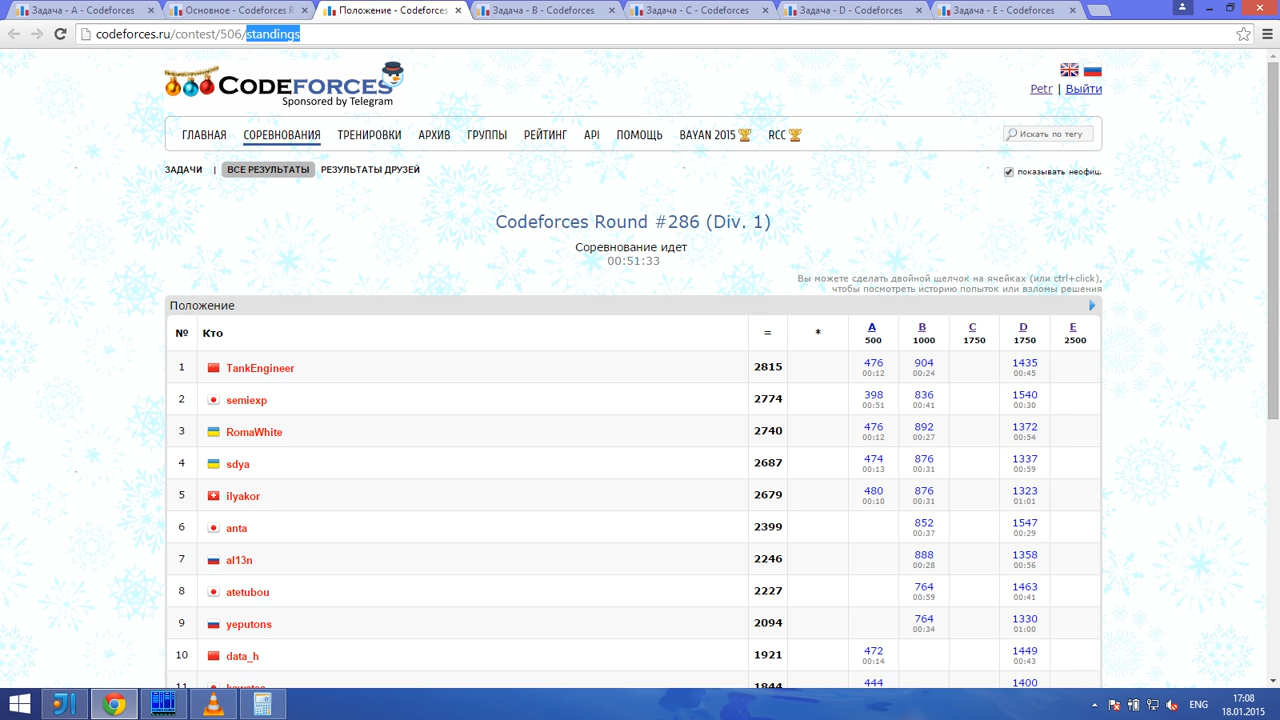 Задача - A - Codeforces Основное - Codeforces R Положение - Codeforces Задача - B - Codeforces Задача - C - Codeforces Задача - D - Codeforces Задача - E - Codeforces
codeforces.ru/contest/506/standings
CODEFORCES
Sponsored by Telegram
Petr | Выйти
ГЛАВНАЯ СОРЕВНОВАНИЯ ТРЕНИРОВКИ АРХИВ ГРУППЫ РЕЙТИНГ API ПОМОЩЬ BAYAN 2015 RCC Искать по тегу
ЗАДАЧИ | ВСЕ РЕЗУЛЬТАТЫ РЕЗУЛЬТАТЫ ДРУЗЕЙ показывать неофиц.
Codeforces Round #286 (Div. 1)
Соревнование идет
00:51:33
Вы можете сделать двойной щелчок на ячейках (или ctrl+click),
чтобы посмотреть историю попыток или взломы решения
Положение
№ Кто = * A B C D E
500 1000 1750 1750 2500
1 TankEngineer 2815 476 904 1435
00:12 00:24 00:45
2 semiexp 2774 398 836 1540
00:51 00:41 00:30
3 RomaWhite 2740 476 892 1372
00:12 00:27 00:54
4 sdya 2687 474 876 1337
00:13 00:31 00:59
5 ilyakor 2679 480 876 1323
00:10 00:31 01:01
6 anta 2399 852 1547
00:37 00:29
7 al13n 2246 888 1358
00:28 00:56
8 atetubou 2227 764 1463
00:59 00:41
9 yeputons 2094 764 1330
00:34 01:00
10 data_h 1921 472 1449
00:14 00:43
11 1844 444 1400
ENG 17:08
18.01.2015